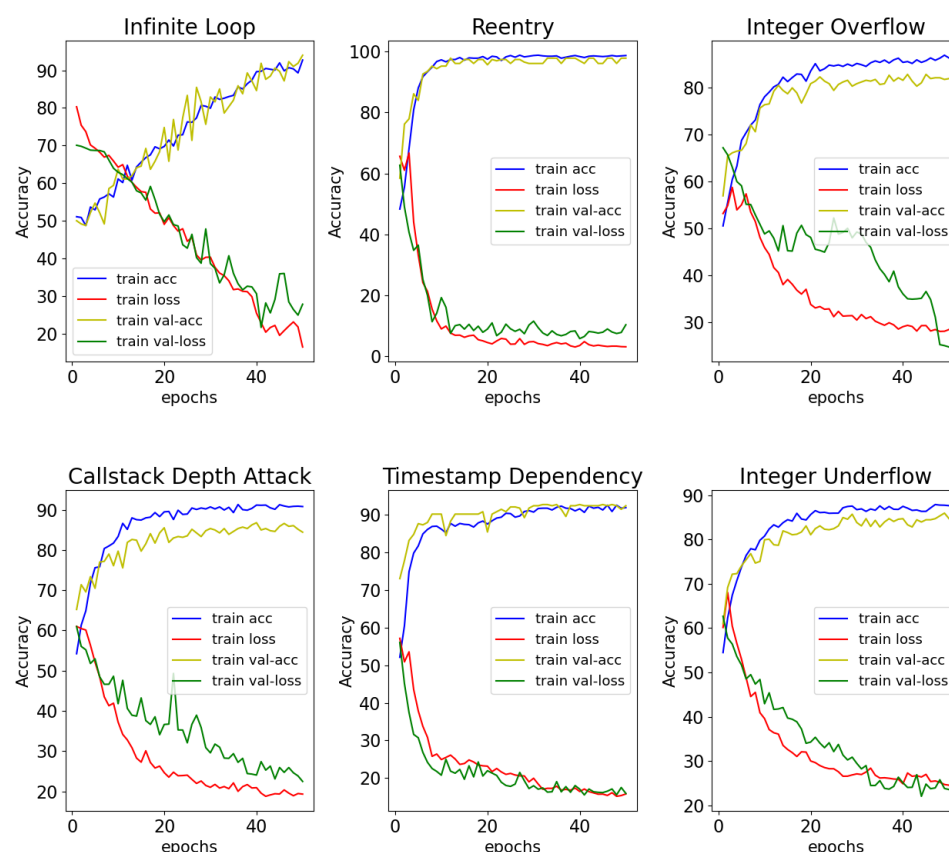 Infinite Loop
Accuracy
90
80
70
60
50
40
30
20
train acc
train loss
train val-acc
train val-loss
0
20
40
epochs
Reentry
Accuracy
100
80
60
40
20
0
train acc
train loss
train val-acc
train val-loss
0
20
40
epochs
Integer Overflow
Accuracy
80
70
60
50
40
30
train acc
train loss
train val-acc
train val-loss
0
20
40
epochs
Callstack Depth Attack
Accuracy
90
80
70
60
50
40
30
20
train acc
train loss
train val-acc
train val-loss
0
20
40
epochs
Timestamp Dependency
Accuracy
90
80
70
60
50
40
30
20
train acc
train loss
train val-acc
train val-loss
0
20
40
epochs
Integer Underflow
Accuracy
90
80
70
60
50
40
30
20
train acc
train loss
train val-acc
train val-loss
0
20
40
epochs